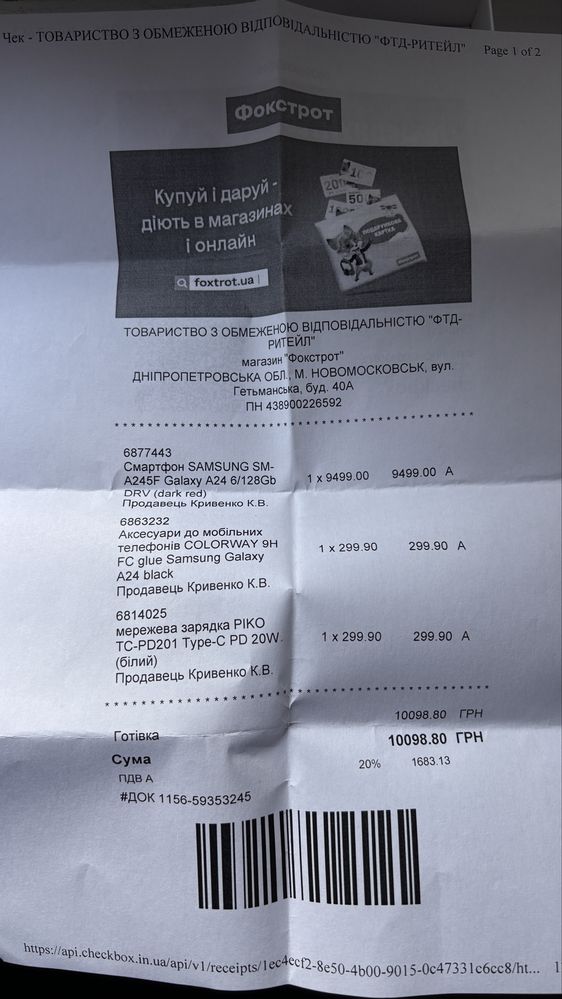 Чек - ТОВАРИСТВО З ОБМЕЖЕНОЮ ВІДПОВІДАЛЬНІСТЮ "ФТД-РИТЕЙЛ" Page 1 of 2
Фокстрот
Купуй і даруй -
діють в магазинах
і онлайн
foxtrot.ua
50
ПОДАРУНКОВА
КАРТКА
ТОВАРИСТВО З ОБМЕЖЕНОЮ ВІДПОВІДАЛЬНІСТЮ "ФТД-
РИТЕЙЛ"
магазин "Фокстрот"
ДНІПРОПЕТРОВСЬКА ОБЛ., М. НОВОМОСКОВСЬК, вул.
Гетьманська, буд. 40А
ПН 438900226592
6877443
Смартфон SAMSUNG SM-
A245F Galaxy A24 6/128Gb 1 x 9499.00 9499.00 А
DRV (dark red)
Продавець Кривенко К.В.
6863232
Аксесуари до мобільних
телефонів COLORWAY 9H 1 x 299.90 299.90 А
FC glue Samsung Galaxy
A24 black
Продавець Кривенко К.В.
6814025
мережева зарядка PIKO
TC-PD201 Type-C PD 20W. 1 x 299.90 299.90 А
(білий)
Продавець Кривенко К.В.
10098.80 ГРН
Готівка
10098.80 ГРН
Сума
20% 1683.13
ПДВ А
#ДОК 1156-59353245
https://api.checkbox.in.ua/api/v1/receipts/1ec4ecf2-8e50-4b00-9015-0c47331c6cc8/ht...